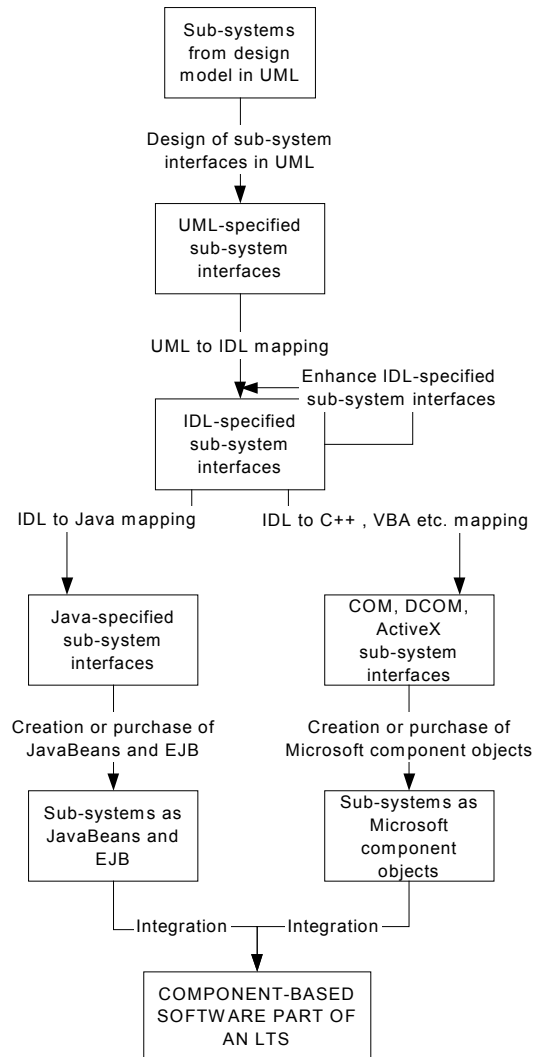 Sub-systems
from design
model in UML
Design of sub-system
interfaces in UML
UML-specified
sub-system
interfaces
UML to IDL mapping
Enhance IDL-specified
sub-system interfaces
IDL-specified
sub-system
interfaces
IDL to Java mapping
IDL to C++ , VBA etc. mapping
Java-specified
sub-system
interfaces
COM, DCOM,
ActiveX
sub-system
interfaces
Creation or purchase of
JavaBeans and EJB
Creation or purchase of
Microsoft component objects
Sub-systems as
JavaBeans and
EJB
Sub-systems as
Microsoft
component
objects
Integration
Integration
COMPONENT-BASED
SOFTWARE PART OF
AN LTS